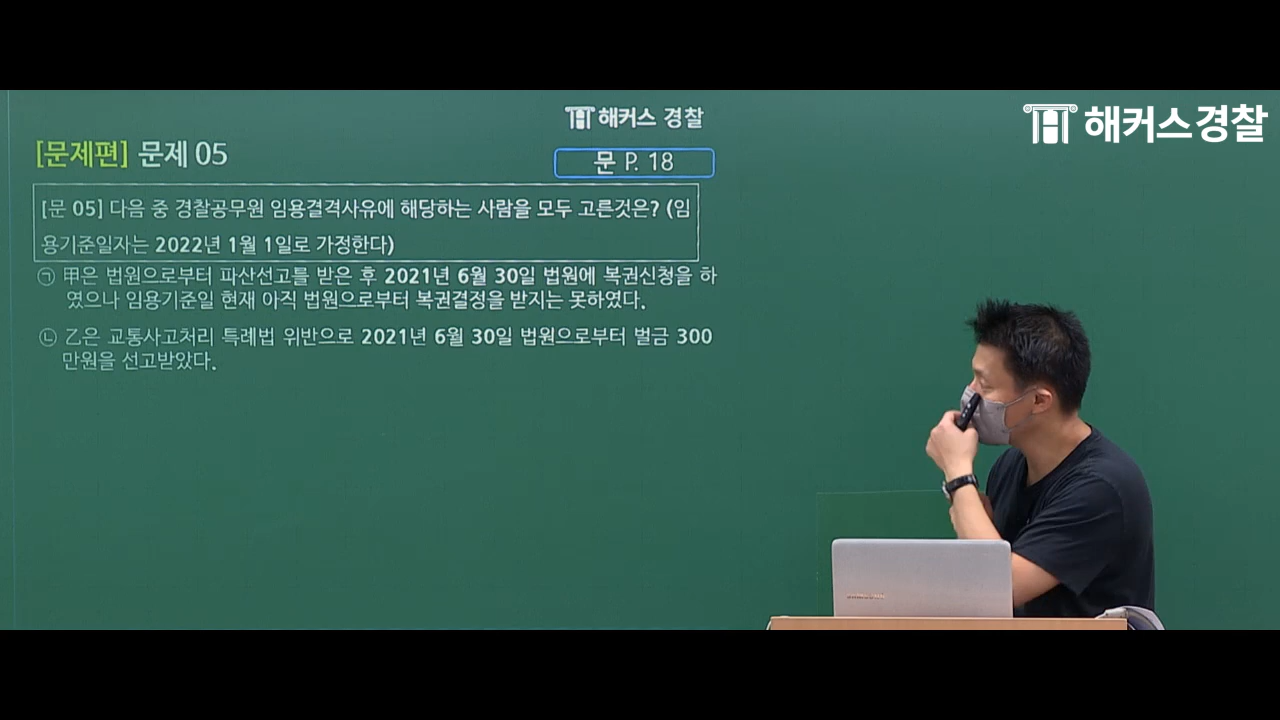 해커스 경찰
해커스경찰
[문제편] 문제 05
문 P. 18
[문 05] 다음 중 경찰공무원 임용결격사유에 해당하는 사람을 모두 고른것은? (임
용기준일자는 2022년 1월 1일로 가정한다)
㉠ 甲은 법원으로부터 파산선고를 받은 후 2021년 6월 30일 법원에 복권신청을 하
였으나 임용기준일 현재 아직 법원으로부터 복권결정을 받지는 못하였다.
㉡ 乙은 교통사고처리 특례법 위반으로 2021년 6월 30일 법원으로부터 벌금 300
만원을 선고받았다.
SAMSUNG